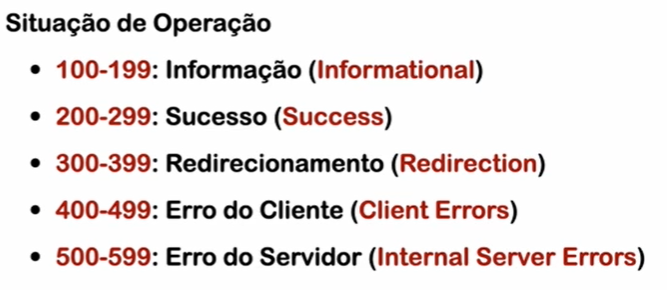 Situação de Operação
• 100-199: Informação (Informational)
• 200-299: Sucesso (Success)
• 300-399: Redirecionamento (Redirection)
• 400-499: Erro do Cliente (Client Errors)
• 500-599: Erro do Servidor (Internal Server Errors)